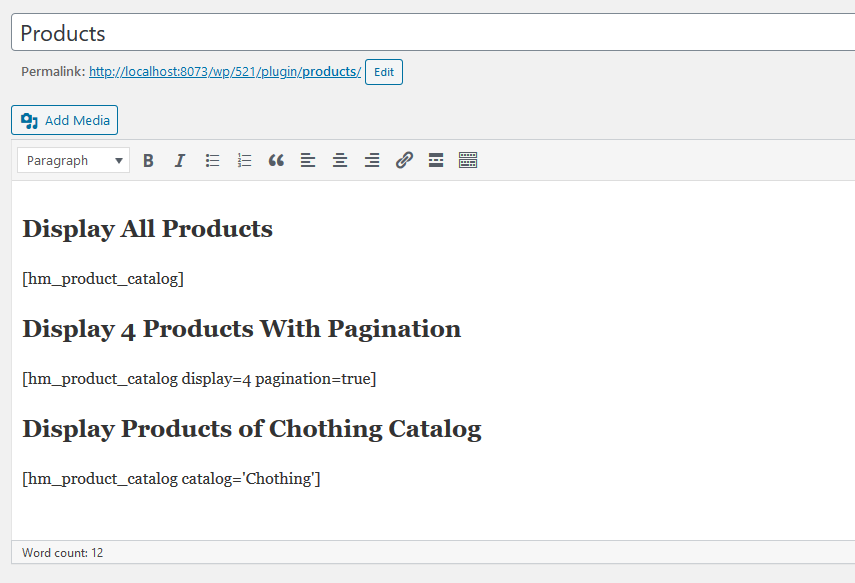 Products
Permalink: http://localhost:8073/wp/521/plugin/products/ Edit
Add Media
Paragraph
Display All Products
[hm_product_catalog]
Display 4 Products With Pagination
[hm_product_catalog display=4 pagination=true]
Display Products of Chothing Catalog
[hm_product_catalog catalog='Chothing']
Word count: 12